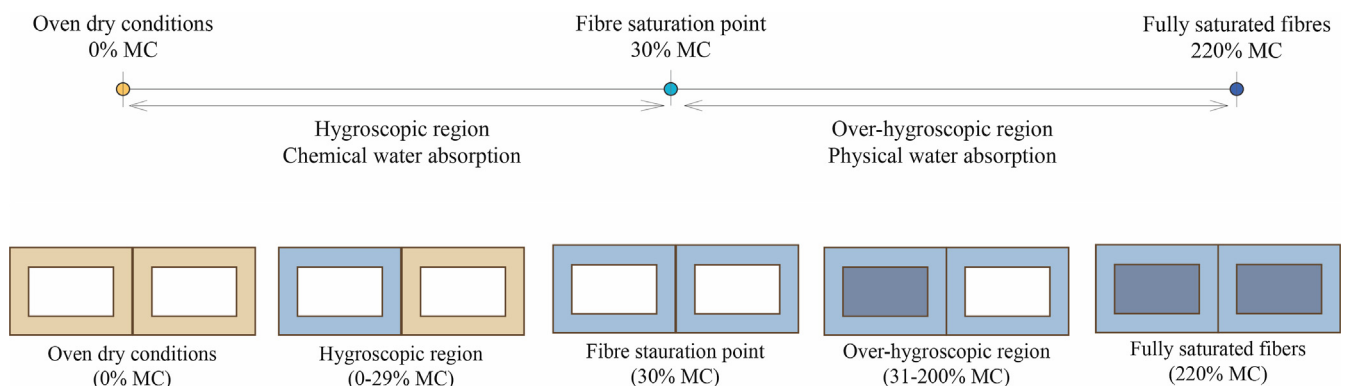 Oven dry conditions
0% MC
Fibre saturation point
30% MC
Fully saturated fibres
220% MC
Hygroscopic region
Chemical water absorption
Over-hygroscopic region
Physical water absorption
Oven dry conditions
(0% MC)
Hygroscopic region
(0-29% MC)
Fibre stauration point
(30% MC)
Over-hygroscopic region
(31-200% MC)
Fully saturated fibers
(220% MC)